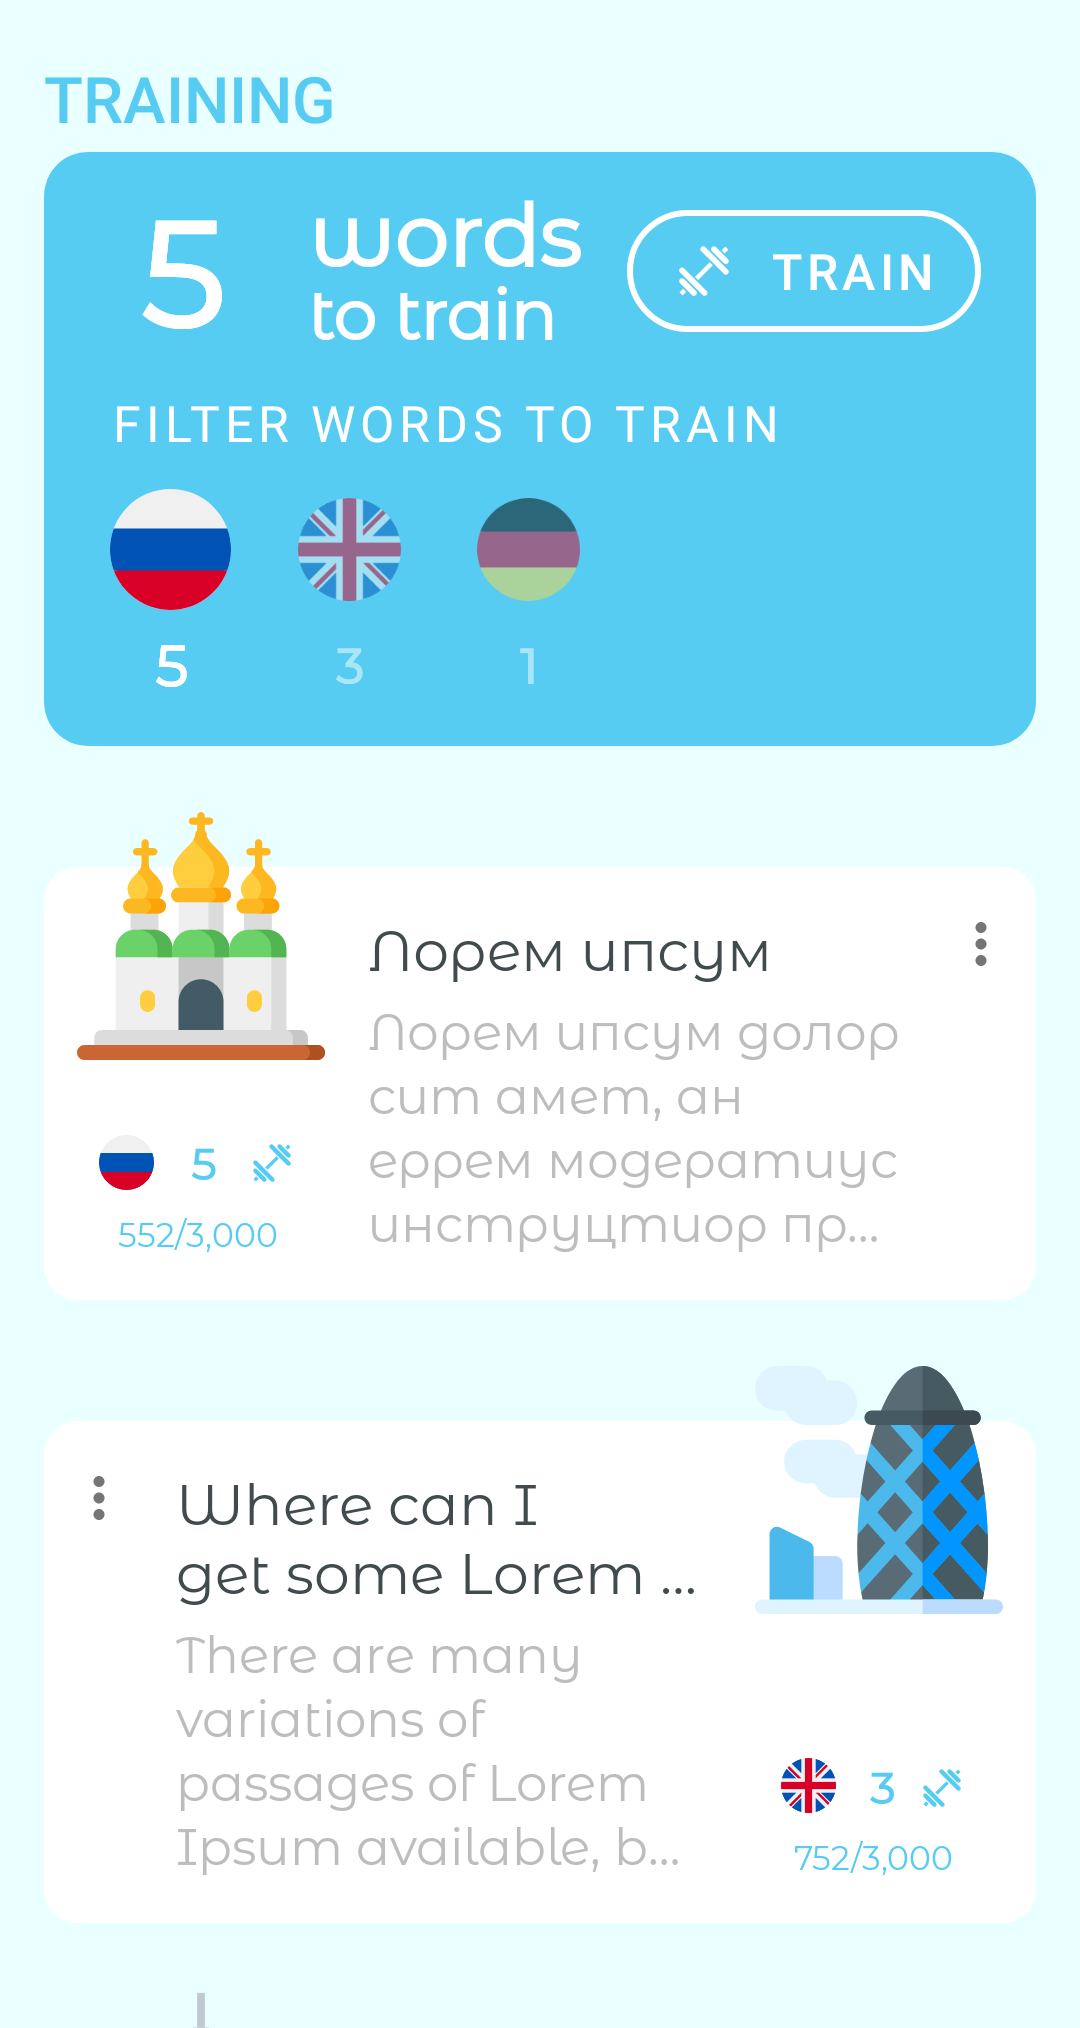 TRAINING
5
words
to train
TRAIN
FILTER WORDS TO TRAIN
5
3
1
Лорем ипсум
Лорем ипсум долор
сит амет, ан
еррем модератиус
инструцтиор пр...
5
552/3,000
Where can I
get some Lorem ...
There are many
variations of
passages of Lorem
Ipsum available, b...
3
752/3,000